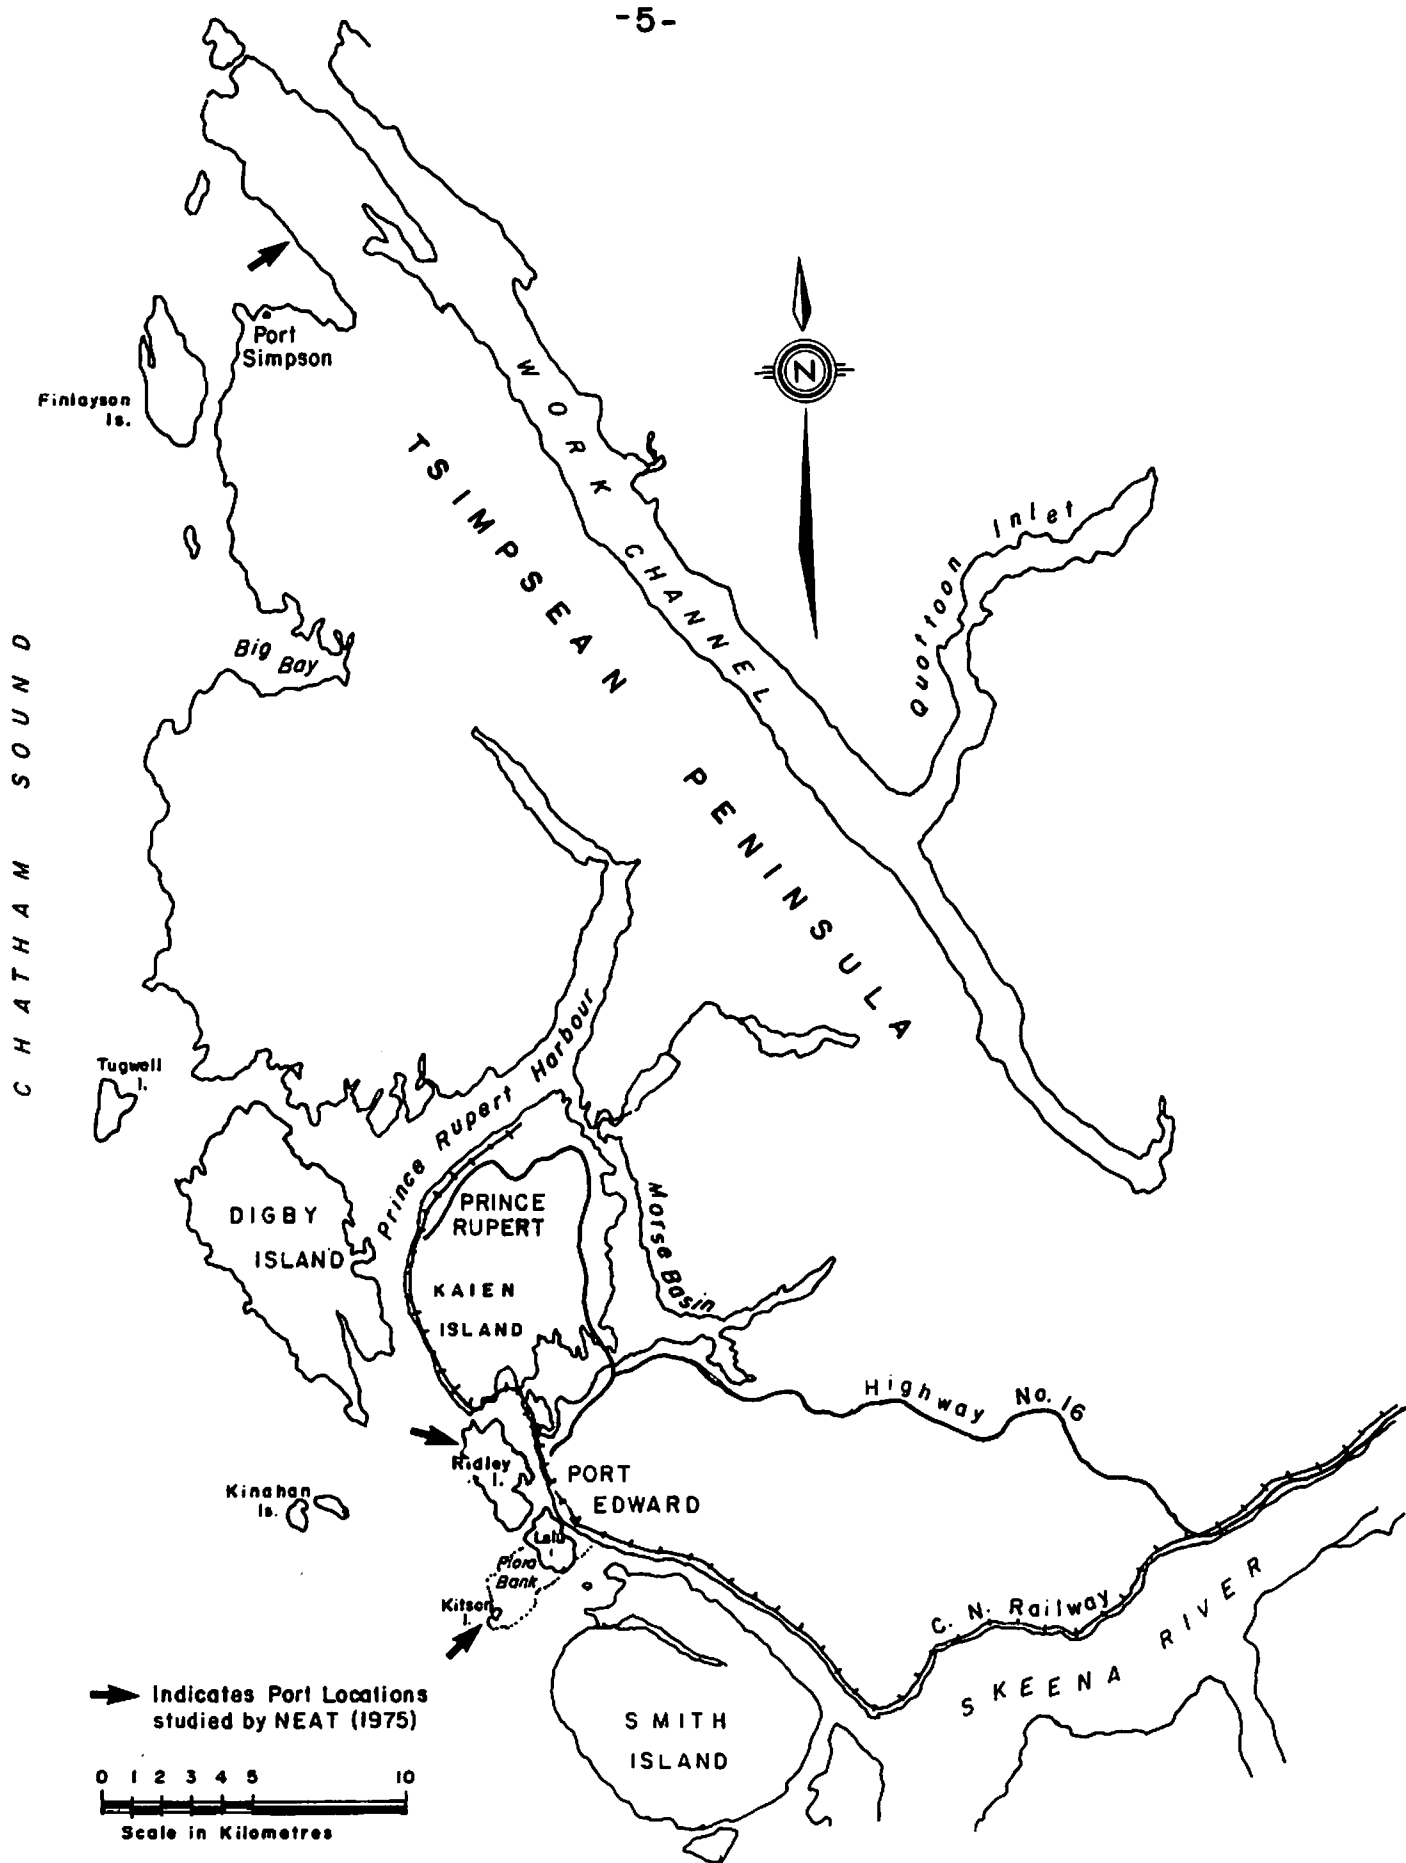 -5-
Port
Simpson
Finlayson
Is.
WORK CHANNEL
TSIMPSEAN PENINSULA
N
Quottoon Inlet
Big
Bay
CHATHAM SOUND
Tugwell
I.
Prince Rupert Harbour
DIGBY
ISLAND
PRINCE
RUPERT
KAIEN
ISLAND
Morse Basin
Highway No. 16
Ridley
I.
PORT
EDWARD
Kinahan
Is.
Lelu
I
Flora
Bank
Kitson
I.
C. N. Railway
SKEENA RIVER
SMITH
ISLAND
Indicates Port Locations
studied by NEAT (1975)
0 1 2 3 4 5 10
Scale in Kilometres